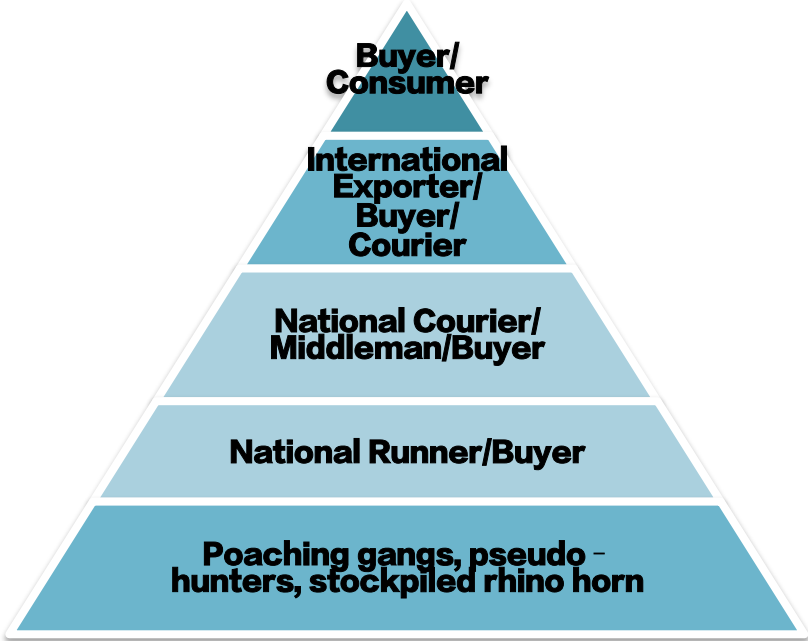 Buyer/
Consumer
International
Exporter/
Buyer/
Courier
National Courier/
Middleman/Buyer
National Runner/Buyer
Poaching gangs, pseudo –
hunters, stockpiled rhino horn